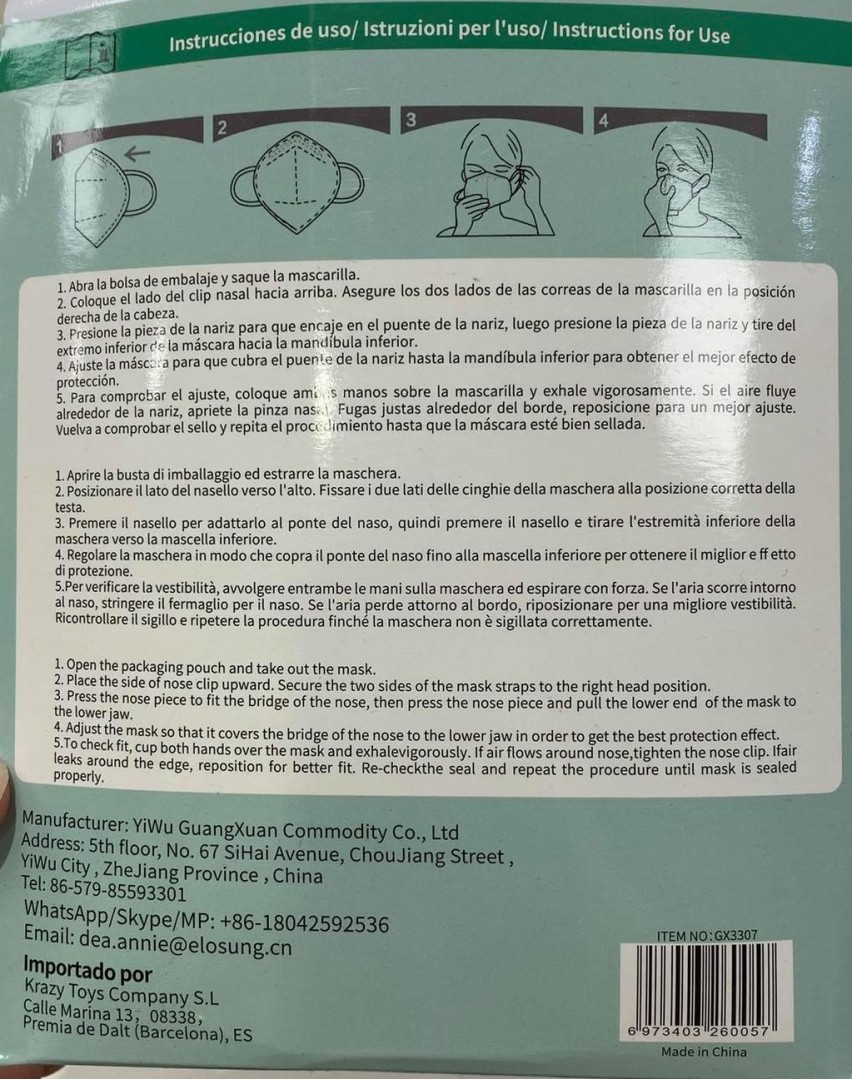 Instrucciones de uso/ Istruzioni per l'uso/ Instructions for Use
1
2
3
4
1. Abra la bolsa de embalaje y saque la mascarilla.
2. Coloque el lado del clip nasal hacia arriba. Asegure los dos lados de las correas de la mascarilla en la posición
derecha de la cabeza.
3. Presione la pieza de la nariz para que encaje en el puente de la nariz, luego presione la pieza de la nariz y tire del
extremo inferior de la máscara hacia la mandíbula inferior.
4. Ajuste la máscara para que cubra el puente de la nariz hasta la mandíbula inferior para obtener el mejor efecto de
protección.
5. Para comprobar el ajuste, coloque manos sobre la mascarilla y exhale vigorosamente. Si el aire fluye
alrededor de la nariz, apriete la pinza Fugas justas alrededor del borde, reposicione para un mejor ajuste.
Vuelva a comprobar el sello y repita el procedimiento hasta que la máscara esté bien sellada.
1. Aprire la busta di imballaggio ed estrarre la maschera.
2. Posizionare il lato del nasello verso l'alto. Fissare i due lati delle cinghie della maschera alla posizione corretta della
testa.
3. Premere il nasello per adattarlo al ponte del naso, quindi premere il nasello e tirare l'estremità inferiore della
maschera verso la mascella inferiore.
4. Regolare la maschera in modo che copra il ponte del naso fino alla mascella inferiore per ottenere il miglior e ff etto
di protezione.
5.Per verificare la vestibilità, avvolgere entrambe le mani sulla maschera ed espirare con forza. Se l'aria scorre intorno
al naso, stringere il fermaglio per il naso. Se l'aria perde attorno al bordo, riposizionare per una migliore vestibilità.
Ricontrollare il sigillo e ripetere la procedura finché la maschera non è sigillata correttamente.
1. Open the packaging pouch and take out the mask.
2. Place the side of nose clip upward. Secure the two sides of the mask straps to the right head position.
3. Press the nose piece to fit the bridge of the nose, then press the nose piece and pull the lower end of the mask to
the lower jaw.
4. Adjust the mask so that it covers the bridge of the nose to the lower jaw in order to get the best protection effect.
5.To check fit, cup both hands over the mask and exhalevigorously. If air flows around nose,tighten the nose clip. Ifair
leaks around the edge, reposition for better fit. Re-checkthe seal and repeat the procedure until mask is sealed
properly.
Manufacturer: YiWu GuangXuan Commodity Co., Ltd
Address: 5th floor, No. 67 SiHai Avenue, ChouJiang Street ,
YiWu City , ZheJiang Province , China
Tel: 86-579-85593301
WhatsApp/Skype/MP: +86-18042592536
Email: dea.annie@elosung.cn
Importado por
Krazy Toys Company S.L
Calle Marina 13, 08338,
Premia de Dalt (Barcelona), ES
ITEM NO:GX3307
6 973403 260057
Made in China